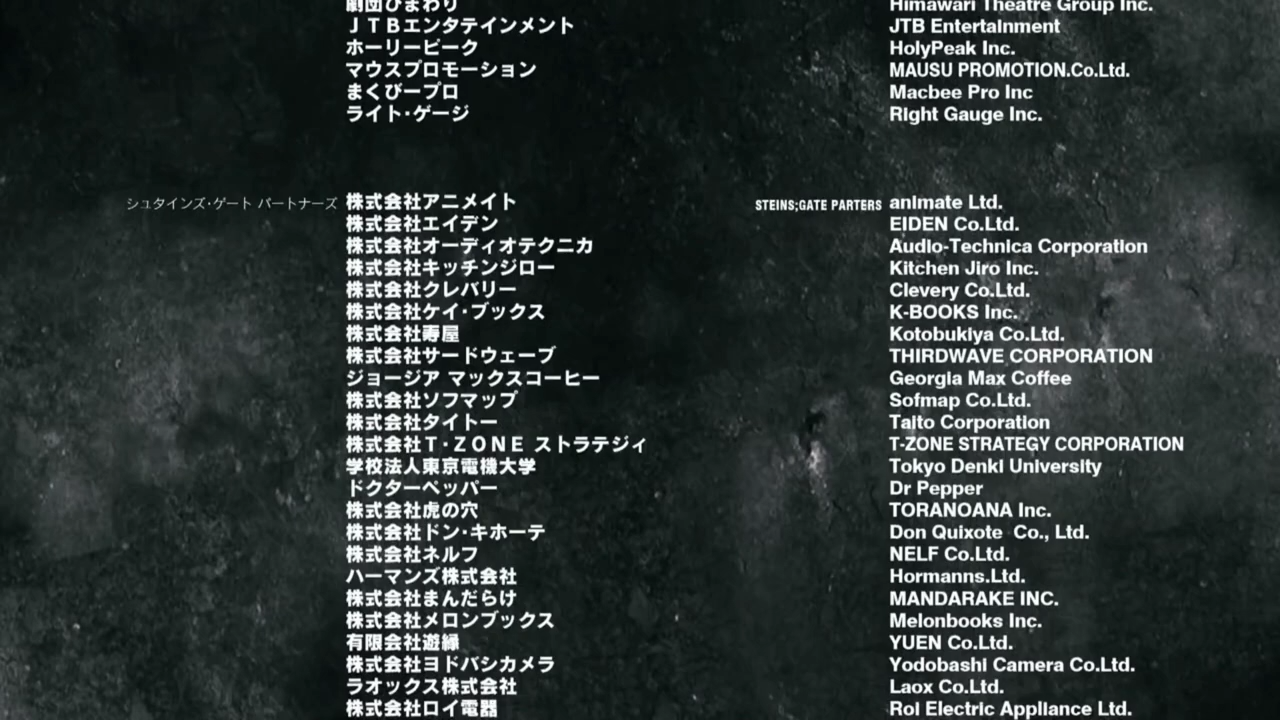 劇団ひまわり Himawari Theatre Group Inc.
ＪＴＢエンタテインメント JTB Entertainment
ホーリーピーク HolyPeak Inc.
マウスプロモーション MAUSU PROMOTION.Co.Ltd.
まくびープロ Macbee Pro Inc
ライト・ゲージ Right Gauge Inc.
シュタインズ・ゲート パートナーズ 株式会社アニメイト STEINS;GATE PARTERS animate Ltd.
株式会社エイデン EIDEN Co.Ltd.
株式会社オーディオテクニカ Audio-Technica Corporation
株式会社キッチンジロー Kitchen Jiro Inc.
株式会社クレバリー Clevery Co.Ltd.
株式会社ケイ・ブックス K-BOOKS Inc.
株式会社寿屋 Kotobukiya Co.Ltd.
株式会社サードウェーブ THIRDWAVE CORPORATION
ジョージア マックスコーヒー Georgia Max Coffee
株式会社ソフマップ Sofmap Co.Ltd.
株式会社タイトー Taito Corporation
株式会社Ｔ・ＺＯＮＥ ストラテジィ T-ZONE STRATEGY CORPORATION
学校法人東京電機大学 Tokyo Denki University
ドクターペッパー Dr Pepper
株式会社虎の穴 TORANOANA Inc.
株式会社ドン・キホーテ Don Quixote Co., Ltd.
株式会社ネルフ NELF Co.Ltd.
ハーマンズ株式会社 Hormanns.Ltd.
株式会社まんだらけ MANDARAKE INC.
株式会社メロンブックス Melonbooks Inc.
有限会社遊縁 YUEN Co.Ltd.
株式会社ヨドバシカメラ Yodobashi Camera Co.Ltd.
ラオックス株式会社 Laox Co.Ltd.
株式会社ロイ電器 Roi Electric Appliance Ltd.